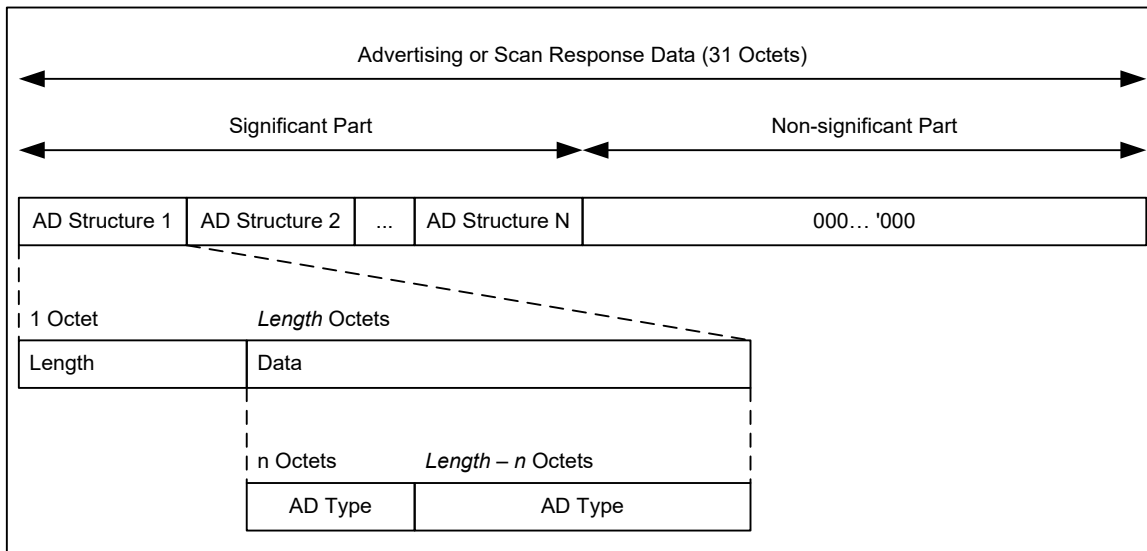 Advertising or Scan Response Data (31 Octets)
Significant Part Non-significant Part
AD Structure 1 AD Structure 2 ... AD Structure N 000… '000
1 Octet Length Octets
Length Data
n Octets Length – n Octets
AD Type AD Type